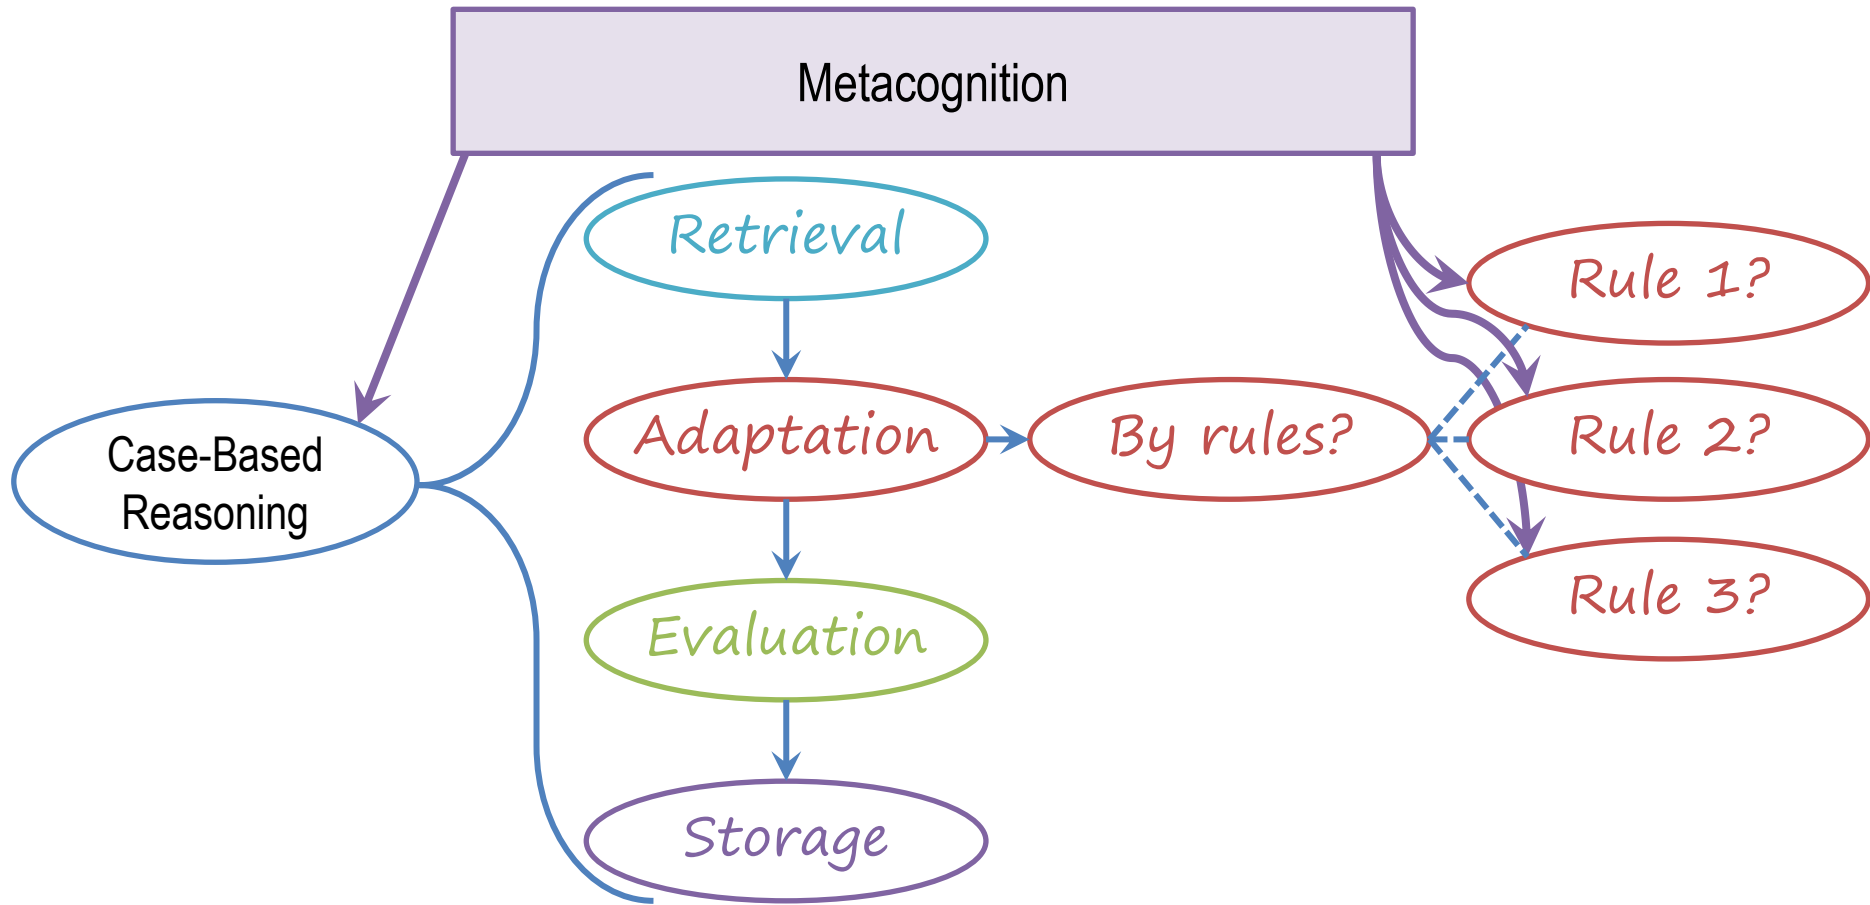 Metacognition
Retrieval
Rule 1?
Case-Based
Reasoning
Adaptation
By rules?
Rule 2?
Evaluation
Rule 3?
Storage